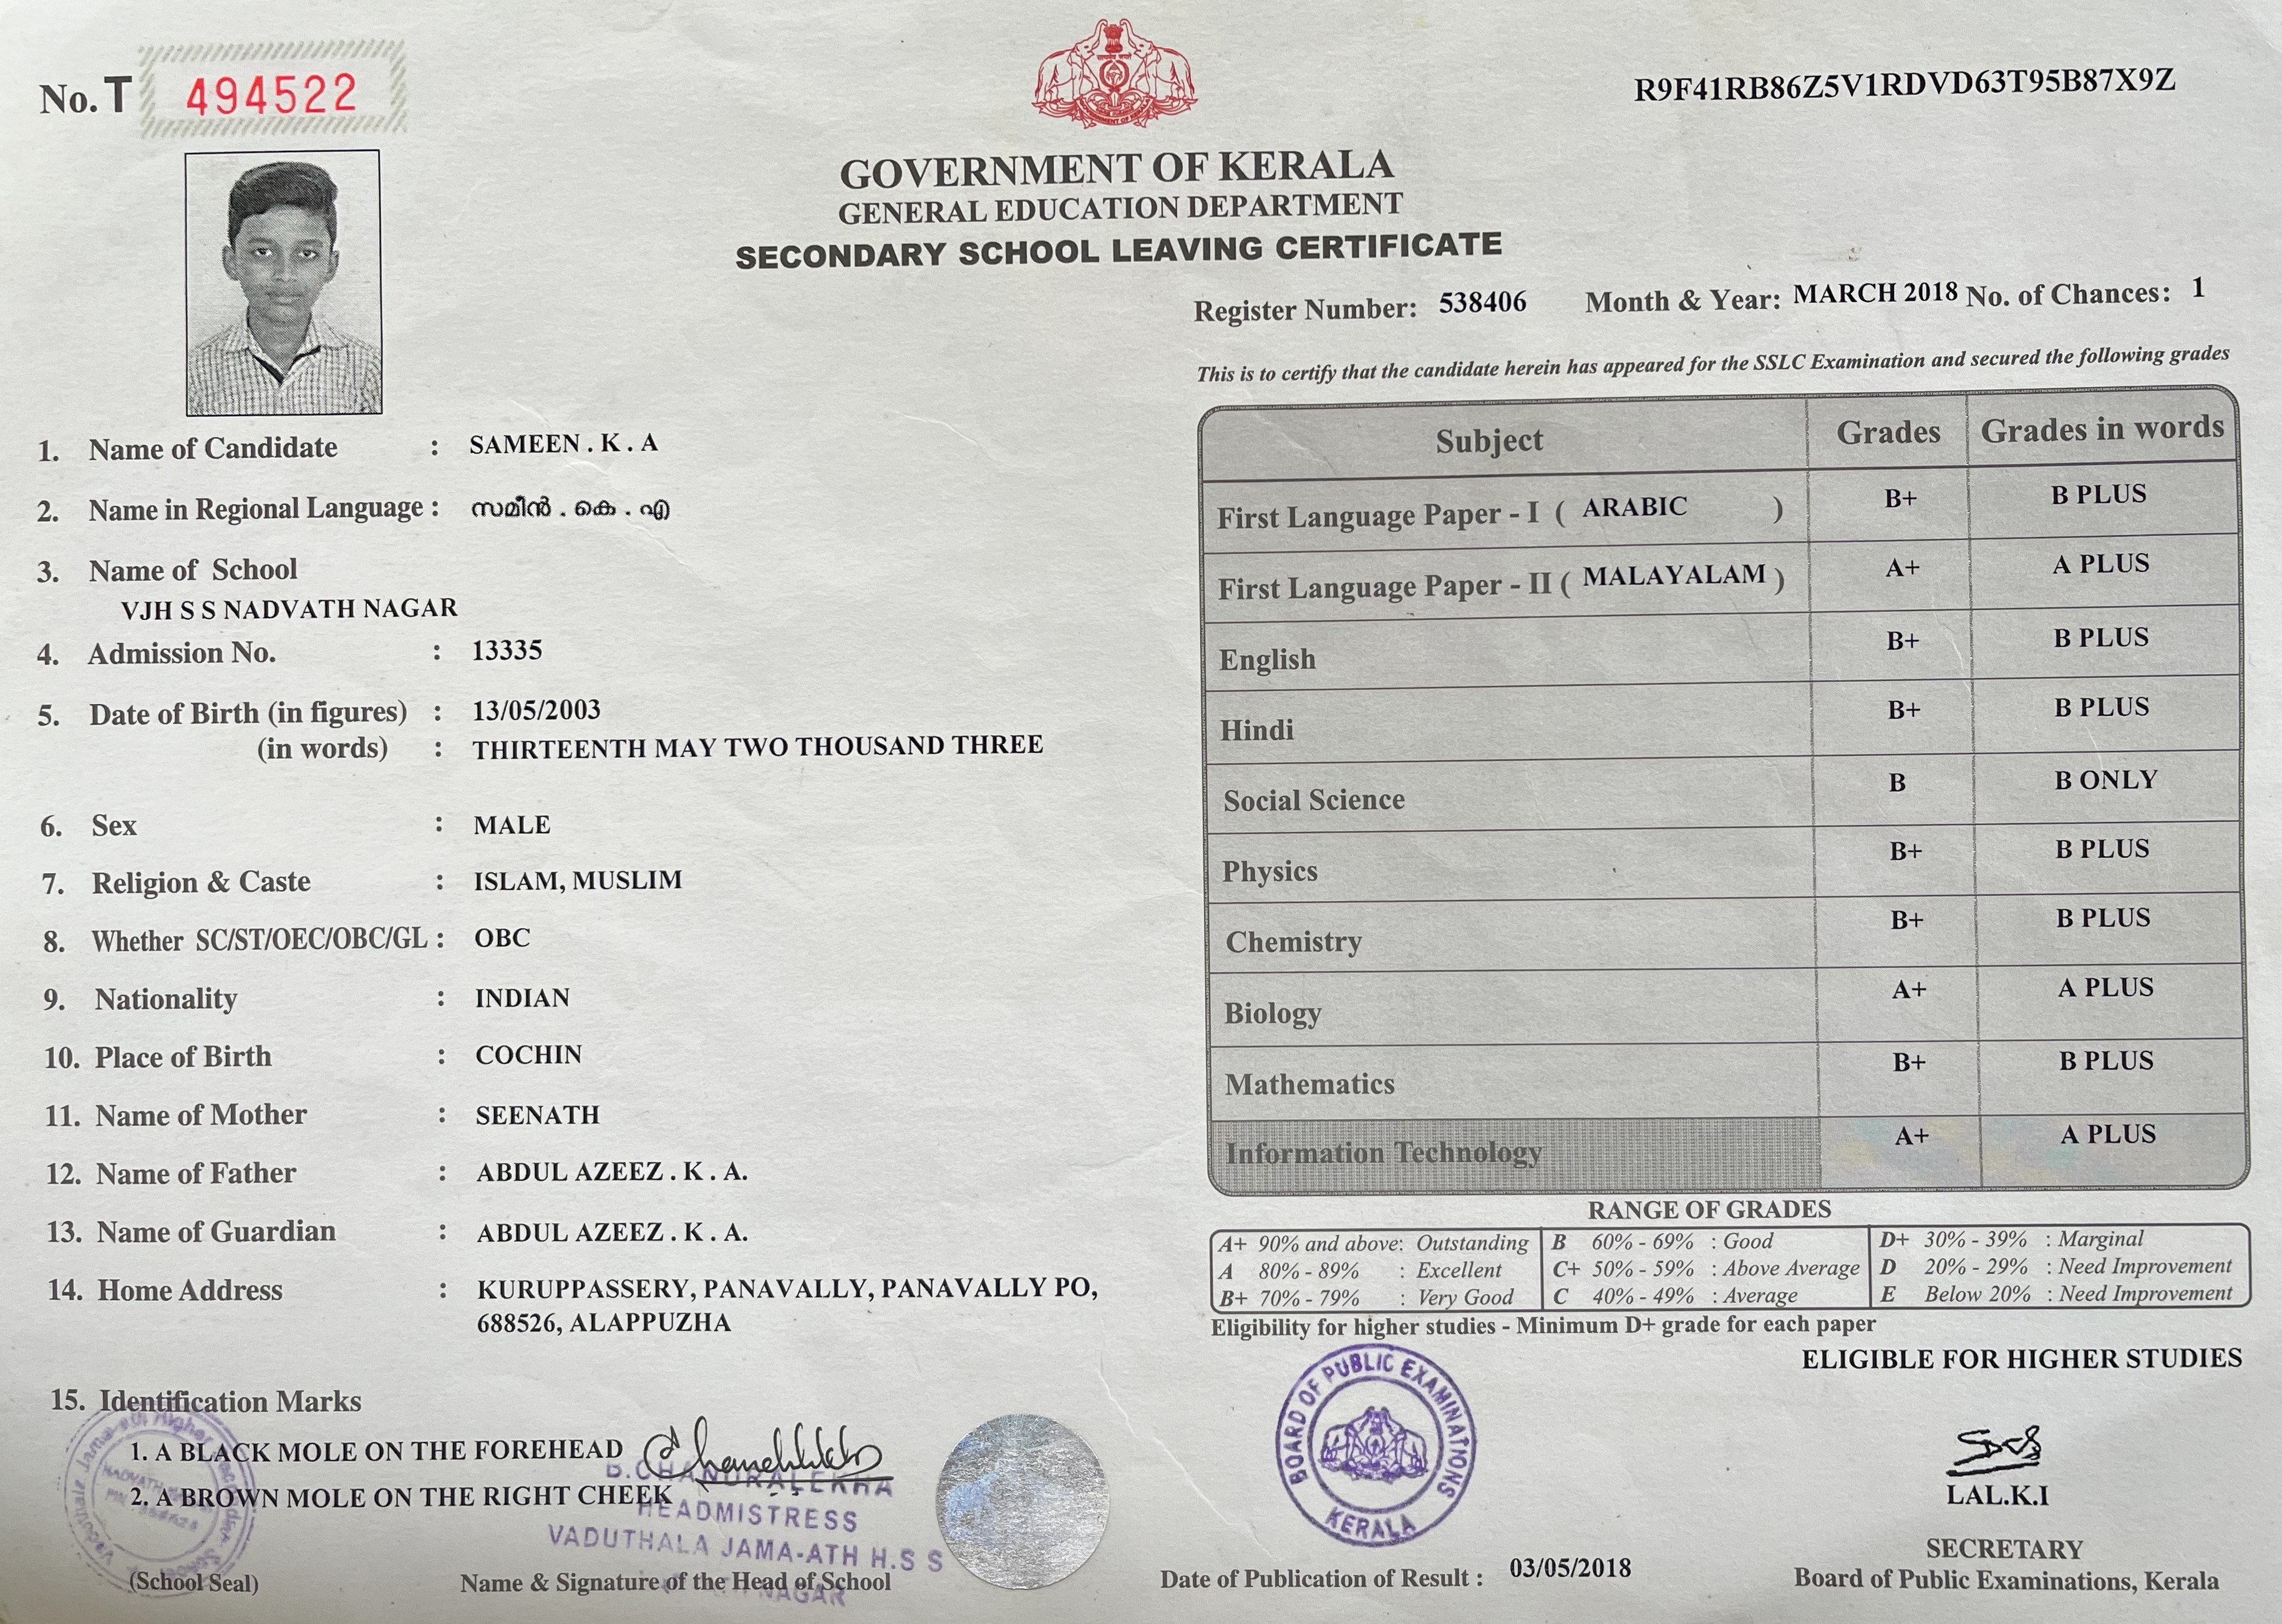 No. T 494522
R9F41RB86Z5V1RDVD63T95B87X9Z
GOVERNMENT OF KERALA
GENERAL EDUCATION DEPARTMENT
SECONDARY SCHOOL LEAVING CERTIFICATE
Register Number: 538406 Month & Year: MARCH 2018 No. of Chances: 1
This is to certify that the candidate herein has appeared for the SSLC Examination and secured the following grades
1. Name of Candidate : SAMEEN . K . A
2. Name in Regional Language : സമീൻ . കെ . എ
3. Name of School
VJH S S NADVATH NAGAR
4. Admission No. : 13335
5. Date of Birth (in figures) : 13/05/2003
(in words) : THIRTEENTH MAY TWO THOUSAND THREE
6. Sex : MALE
7. Religion & Caste : ISLAM, MUSLIM
8. Whether SC/ST/OEC/OBC/GL : OBC
9. Nationality : INDIAN
10. Place of Birth : COCHIN
11. Name of Mother : SEENATH
12. Name of Father : ABDUL AZEEZ . K . A.
13. Name of Guardian : ABDUL AZEEZ . K . A.
14. Home Address : KURUPPASSERY, PANAVALLY, PANAVALLY PO,
688526, ALAPPUZHA
15. Identification Marks
1. A BLACK MOLE ON THE FOREHEAD
2. A BROWN MOLE ON THE RIGHT CHEEK
B.CHANDRALEKHA
HEADMISTRESS
VADUTHALA JAMA-ATH H.S S
NAGAR
(School Seal)
Name & Signature of the Head of School
Subject Grades Grades in words
First Language Paper - I ( ARABIC ) B+ B PLUS
First Language Paper - II ( MALAYALAM ) A+ A PLUS
English B+ B PLUS
Hindi B+ B PLUS
Social Science B B ONLY
Physics B+ B PLUS
Chemistry B+ B PLUS
Biology A+ A PLUS
Mathematics B+ B PLUS
Information Technology A+ A PLUS
RANGE OF GRADES
A+ 90% and above: Outstanding B 60% - 69% : Good D+ 30% - 39% : Marginal
A 80% - 89% : Excellent C+ 50% - 59% : Above Average D 20% - 29% : Need Improvement
B+ 70% - 79% : Very Good C 40% - 49% : Average E Below 20% : Need Improvement
Eligibility for higher studies - Minimum D+ grade for each paper
ELIGIBLE FOR HIGHER STUDIES
BOARD OF PUBLIC EXAMINATIONS
KERALA
LAL.K.I
SECRETARY
Board of Public Examinations, Kerala
Date of Publication of Result : 03/05/2018